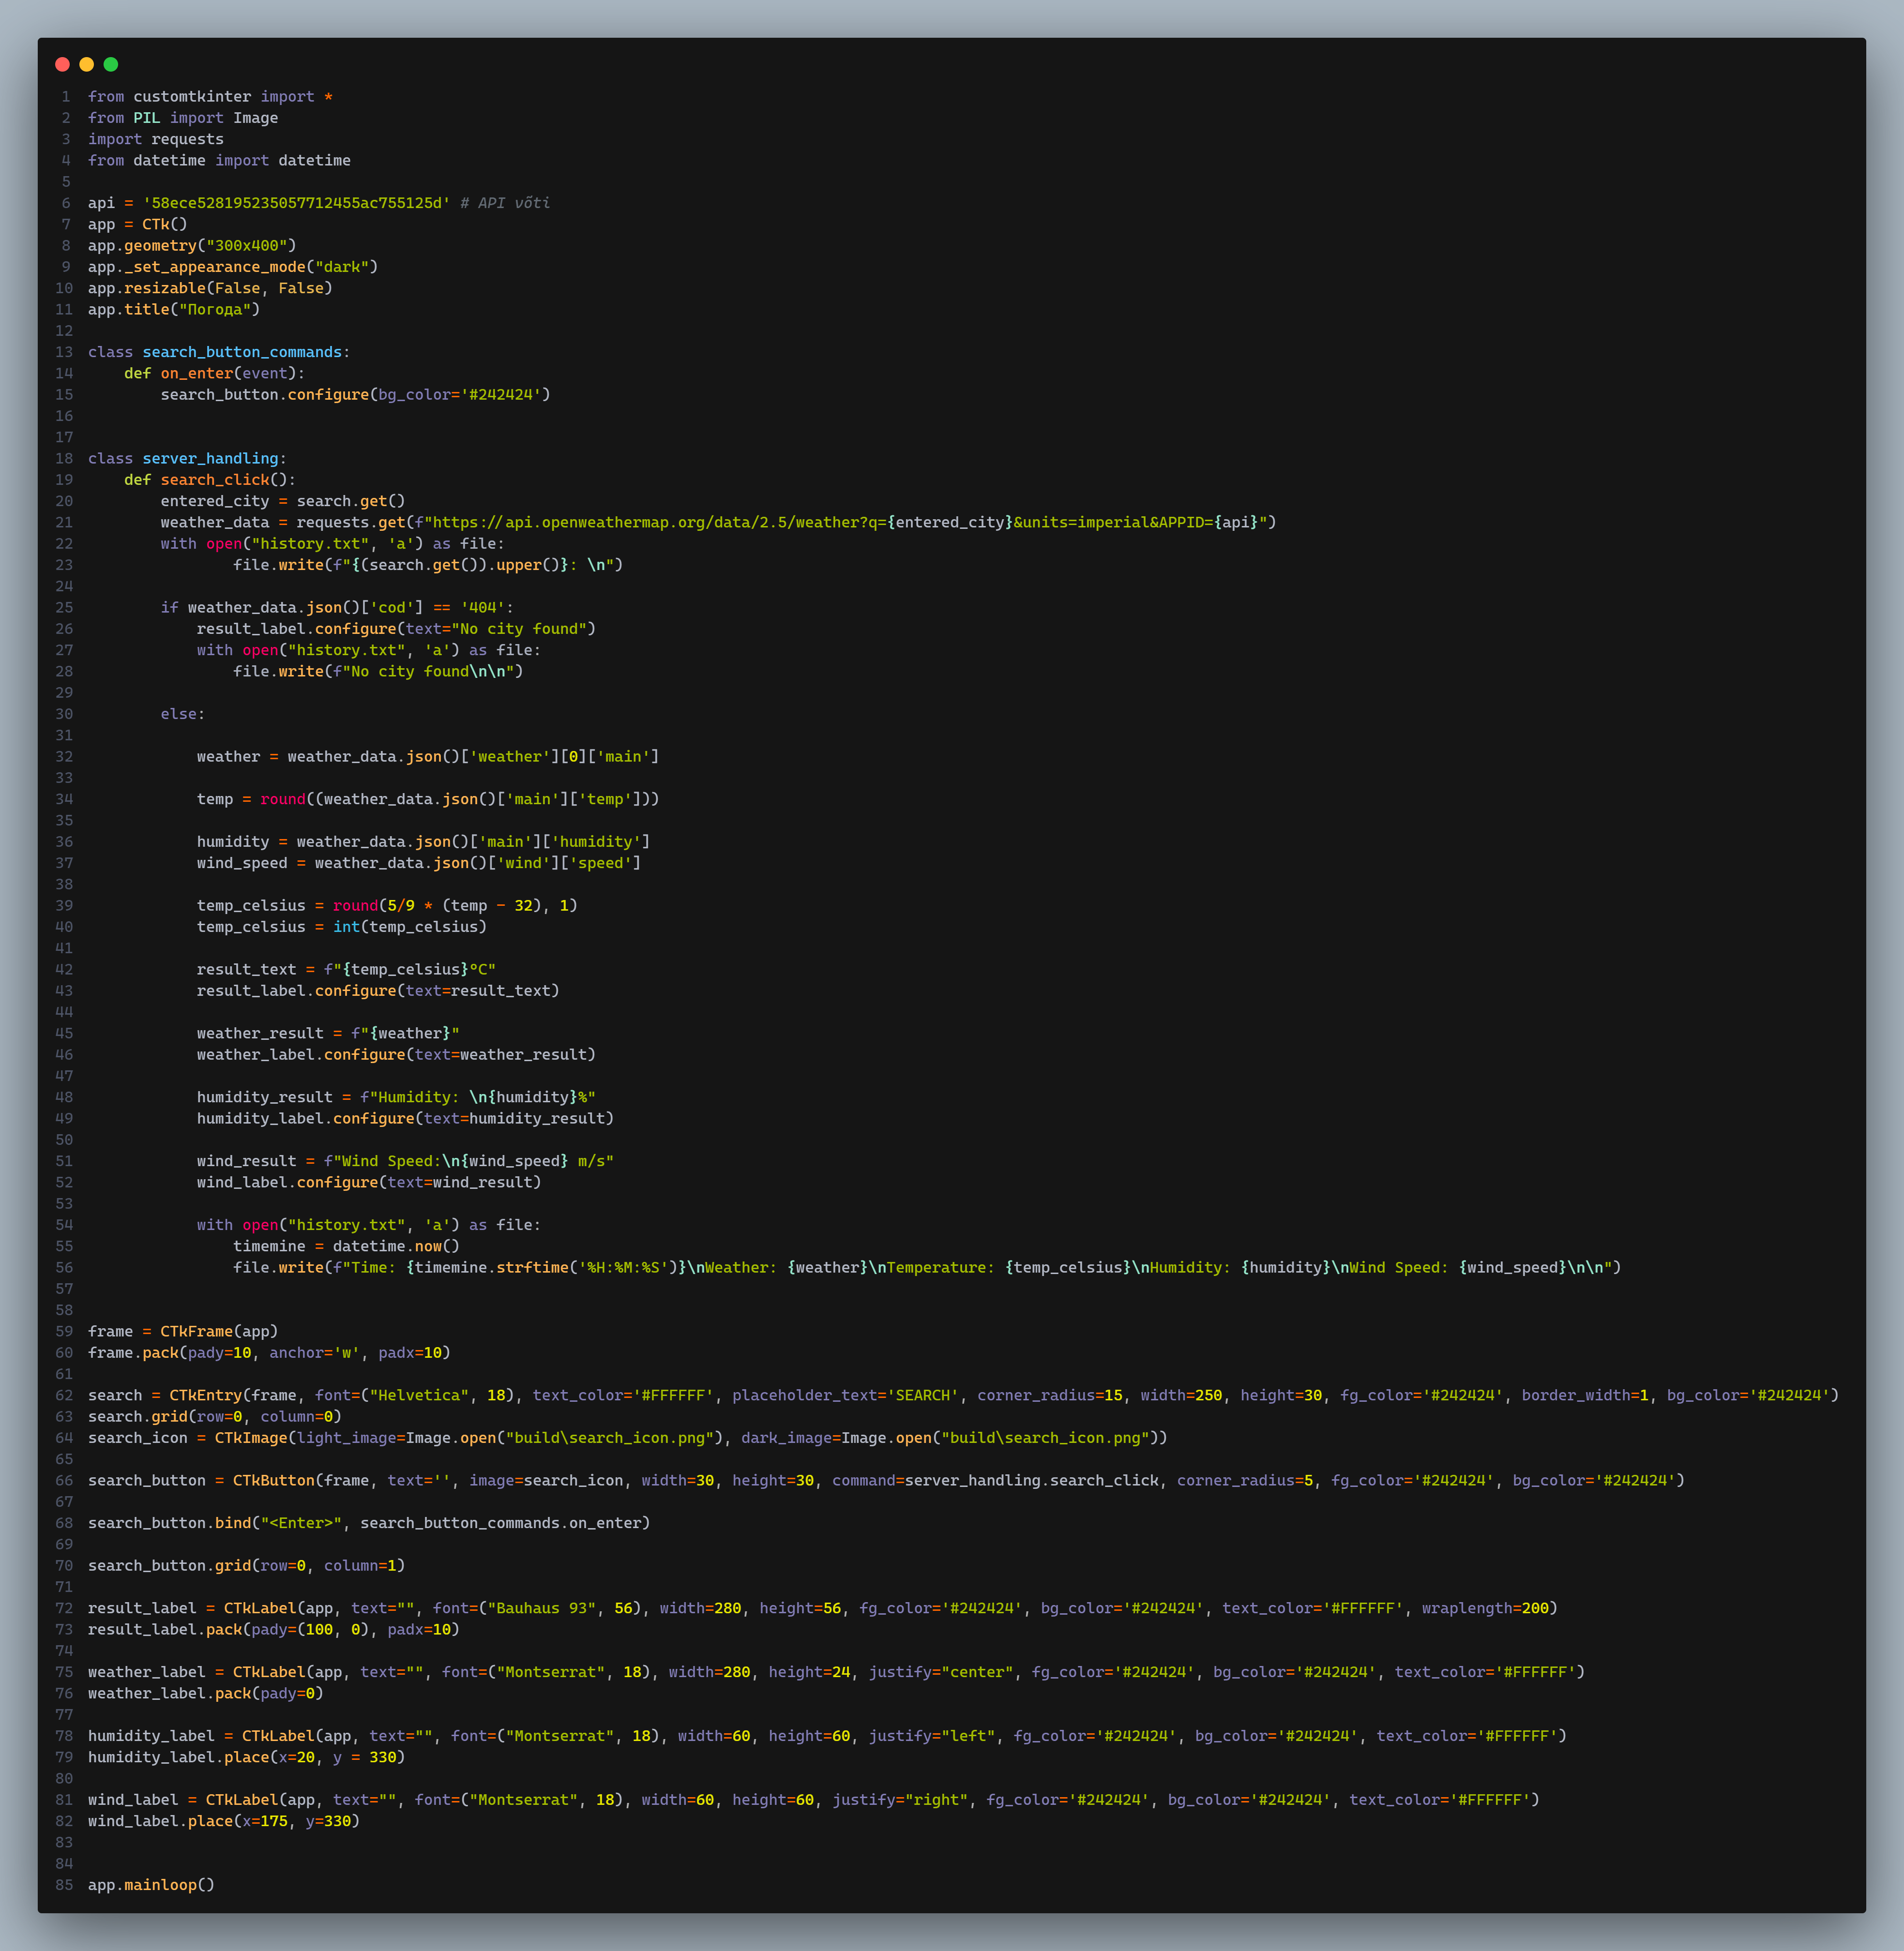 1 from customtkinter import *
2 from PIL import Image
3 import requests
4 from datetime import datetime
5
6 api = '58ece528195235057712455ac755125d' # API võti
7 app = CTk()
8 app.geometry("300x400")
9 app._set_appearance_mode("dark")
10 app.resizable(False, False)
11 app.title("Погода")
12
13 class search_button_commands:
14     def on_enter(event):
15         search_button.configure(bg_color='#242424')
16
17
18 class server_handling:
19     def search_click():
20         entered_city = search.get()
21         weather_data = requests.get(f"https://api.openweathermap.org/data/2.5/weather?q={entered_city}&units=imperial&APPID={api}")
22         with open("history.txt", 'a') as file:
23                 file.write(f"{(search.get()).upper()}: \n")
24
25         if weather_data.json()['cod'] == '404':
26             result_label.configure(text="No city found")
27             with open("history.txt", 'a') as file:
28                 file.write(f"No city found\n\n")
29
30         else:
31
32             weather = weather_data.json()['weather'][0]['main']
33
34             temp = round((weather_data.json()['main']['temp']))
35
36             humidity = weather_data.json()['main']['humidity']
37             wind_speed = weather_data.json()['wind']['speed']
38
39             temp_celsius = round(5/9 * (temp - 32), 1)
40             temp_celsius = int(temp_celsius)
41
42             result_text = f"{temp_celsius}°C"
43             result_label.configure(text=result_text)
44
45             weather_result = f"{weather}"
46             weather_label.configure(text=weather_result)
47
48             humidity_result = f"Humidity: \n{humidity}%"
49             humidity_label.configure(text=humidity_result)
50
51             wind_result = f"Wind Speed:\n{wind_speed} m/s"
52             wind_label.configure(text=wind_result)
53
54             with open("history.txt", 'a') as file:
55                 timemine = datetime.now()
56                 file.write(f"Time: {timemine.strftime('%H:%M:%S')}\nWeather: {weather}\nTemperature: {temp_celsius}\nHumidity: {humidity}\nWind Speed: {wind_speed}\n\n")
57
58
59 frame = CTkFrame(app)
60 frame.pack(pady=10, anchor='w', padx=10)
61
62 search = CTkEntry(frame, font=("Helvetica", 18), text_color='#FFFFFF', placeholder_text='SEARCH', corner_radius=15, width=250, height=30, fg_color='#242424', border_width=1, bg_color='#242424')
63 search.grid(row=0, column=0)
64 search_icon = CTkImage(light_image=Image.open("build\search_icon.png"), dark_image=Image.open("build\search_icon.png"))
65
66 search_button = CTkButton(frame, text='', image=search_icon, width=30, height=30, command=server_handling.search_click, corner_radius=5, fg_color='#242424', bg_color='#242424')
67
68 search_button.bind("<Enter>", search_button_commands.on_enter)
69
70 search_button.grid(row=0, column=1)
71
72 result_label = CTkLabel(app, text="", font=("Bauhaus 93", 56), width=280, height=56, fg_color='#242424', bg_color='#242424', text_color='#FFFFFF', wraplength=200)
73 result_label.pack(pady=(100, 0), padx=10)
74
75 weather_label = CTkLabel(app, text="", font=("Montserrat", 18), width=280, height=24, justify="center", fg_color='#242424', bg_color='#242424', text_color='#FFFFFF')
76 weather_label.pack(pady=0)
77
78 humidity_label = CTkLabel(app, text="", font=("Montserrat", 18), width=60, height=60, justify="left", fg_color='#242424', bg_color='#242424', text_color='#FFFFFF')
79 humidity_label.place(x=20, y = 330)
80
81 wind_label = CTkLabel(app, text="", font=("Montserrat", 18), width=60, height=60, justify="right", fg_color='#242424', bg_color='#242424', text_color='#FFFFFF')
82 wind_label.place(x=175, y=330)
83
84
85 app.mainloop()